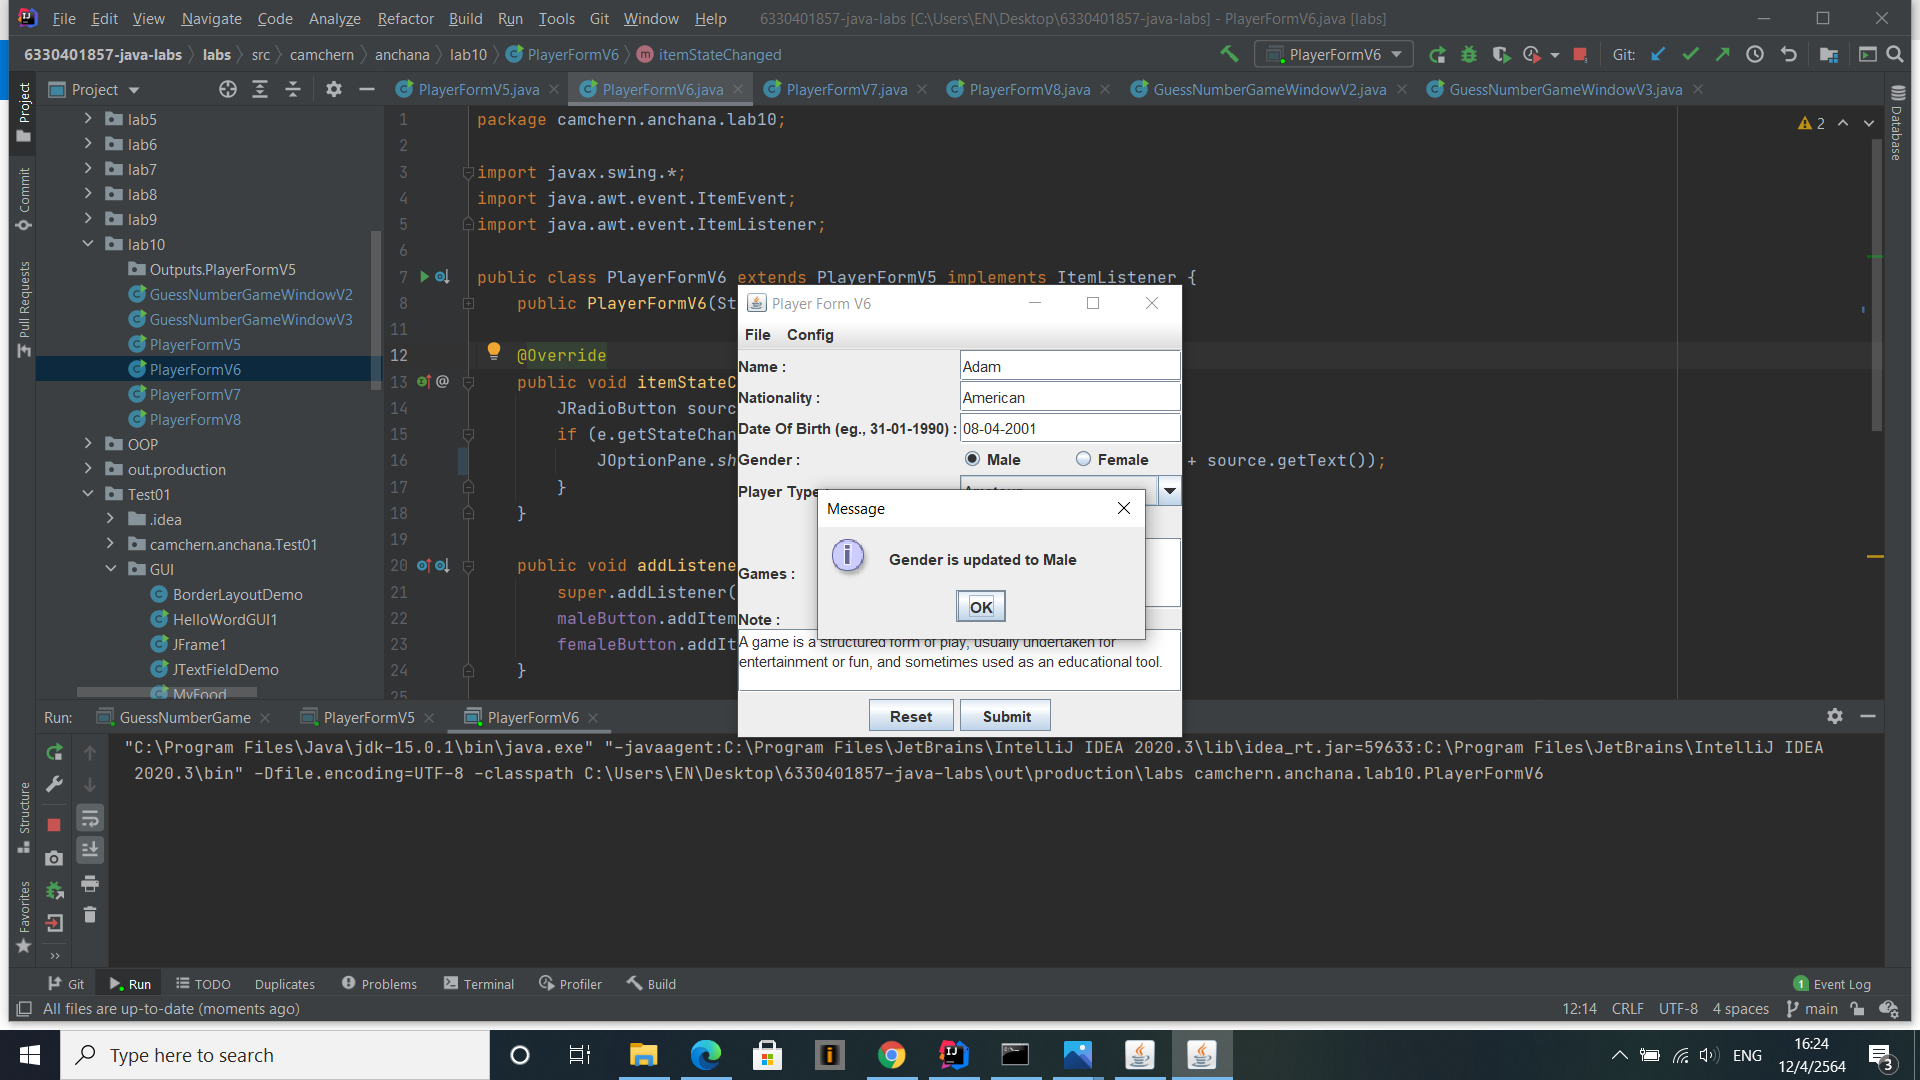 File Edit View Navigate Code Analyze Refactor Build Run Tools Git Window Help 6330401857-java-labs [C:\Users\EN\Desktop\6330401857-java-labs] - PlayerFormV6.java [labs]
6330401857-java-labs labs src camchern anchana lab10 PlayerFormV6 itemStateChanged PlayerFormV6 Git:
Project PlayerFormV5.java PlayerFormV6.java PlayerFormV7.java PlayerFormV8.java GuessNumberGameWindowV2.java GuessNumberGameWindowV3.java
Project
Commit
Pull Requests
Structure
Favorites
Database
lab5
lab6
lab7
lab8
lab9
lab10
Outputs.PlayerFormV5
GuessNumberGameWindowV2
GuessNumberGameWindowV3
PlayerFormV5
PlayerFormV6
PlayerFormV7
PlayerFormV8
OOP
out.production
Test01
.idea
camchern.anchana.Test01
GUI
BorderLayoutDemo
HelloWordGUI1
JFrame1
JTextFieldDemo
MyFood
2
1 package camchern.anchana.lab10;
2
3 import javax.swing.*;
4 import java.awt.event.ItemEvent;
5 import java.awt.event.ItemListener;
6
7 public class PlayerFormV6 extends PlayerFormV5 implements ItemListener {
8 public PlayerFormV6(St
11
12 @Override
13 public void itemStateC
14 JRadioButton sourc
15 if (e.getStateChan
16 JOptionPane.sh + source.getText());
17 }
18 }
19
20 public void addListene
21 super.addListener(
22 maleButton.addItem
23 femaleButton.addIt
24 }
25
Player Form V6
File Config
Name : Adam
Nationality : American
Date Of Birth (eg., 31-01-1990) : 08-04-2001
Gender : Male Female
Player Type
Games :
Note :
A game is a structured form of play, usually undertaken for
entertainment or fun, and sometimes used as an educational tool.
Reset Submit
Message
Gender is updated to Male
OK
Run: GuessNumberGame PlayerFormV5 PlayerFormV6
"C:\Program Files\Java\jdk-15.0.1\bin\java.exe" "-javaagent:C:\Program Files\JetBrains\IntelliJ IDEA 2020.3\lib\idea_rt.jar=59633:C:\Program Files\JetBrains\IntelliJ IDEA
2020.3\bin" -Dfile.encoding=UTF-8 -classpath C:\Users\EN\Desktop\6330401857-java-labs\out\production\labs camchern.anchana.lab10.PlayerFormV6
Git Run TODO Duplicates Problems Terminal Profiler Build 1 Event Log
All files are up-to-date (moments ago) 12:14 CRLF UTF-8 4 spaces main
Type here to search ENG 16:24
12/4/2564 3